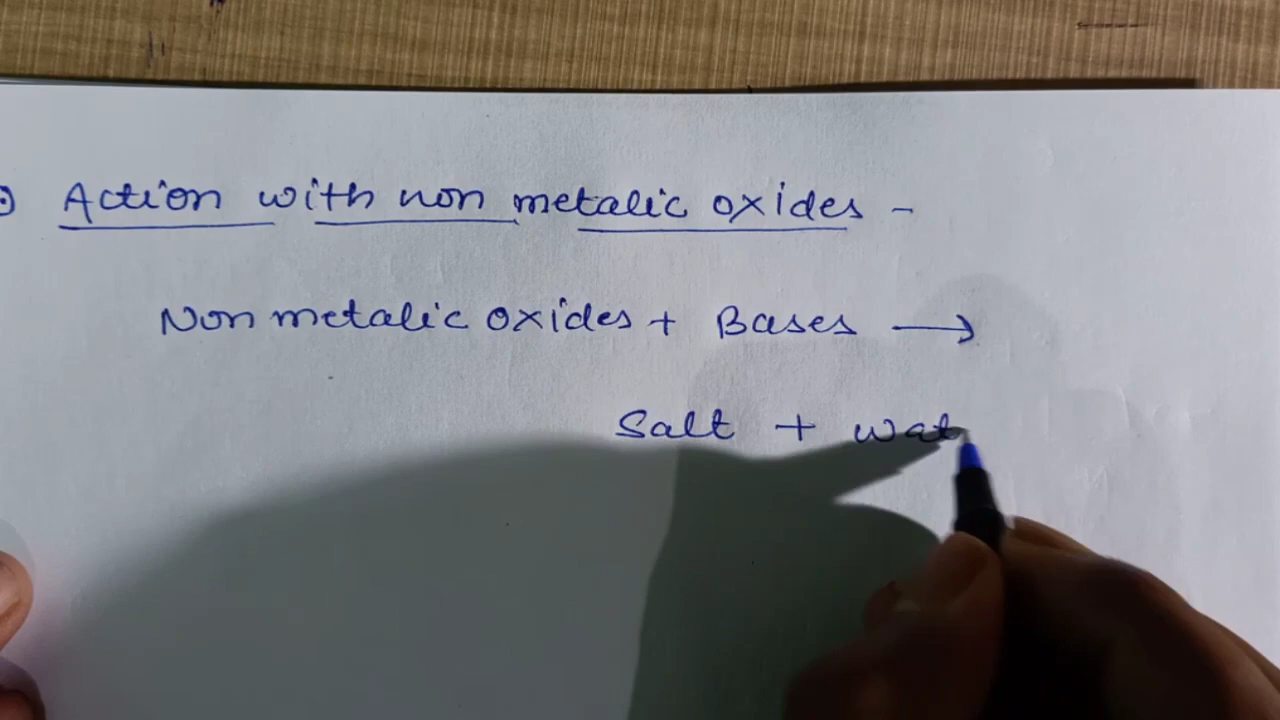 Action with non metalic oxides -
Non metalic oxides + Bases →
Salt + wat